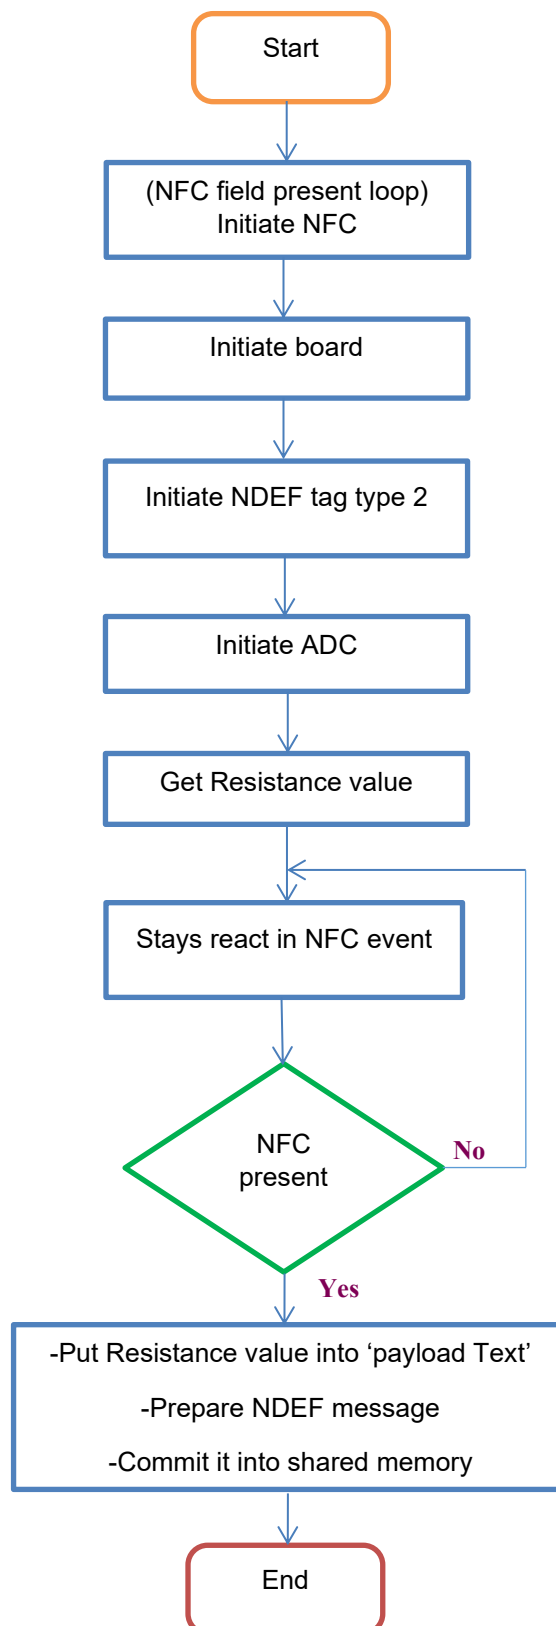 Start
(NFC field present loop)
Initiate NFC
Initiate board
Initiate NDEF tag type 2
Initiate ADC
Get Resistance value
Stays react in NFC event
NFC
present
No
Yes
-Put Resistance value into ‘payload Text’
-Prepare NDEF message
-Commit it into shared memory
End